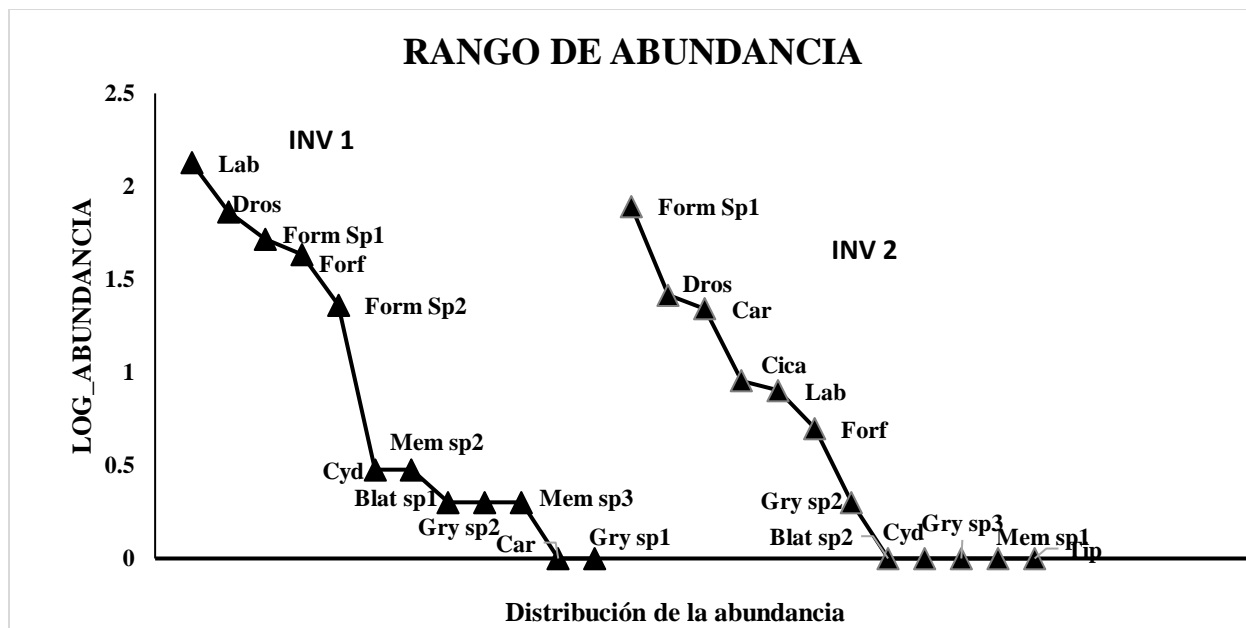 RANGO DE ABUNDANCIA
LOG_ABUNDANCIA
2.5
2
1.5
1
0.5
0
INV 1
Lab
Dros
Form Sp1
Forf
Form Sp2
Cyd
Mem sp2
Blat sp1
Gry sp2
Mem sp3
Car
Gry sp1
INV 2
Form Sp1
Dros
Car
Cica
Lab
Forf
Gry sp2
Blat sp2
Cyd
Gry sp3
Mem sp1
Tip
Distribución de la abundancia